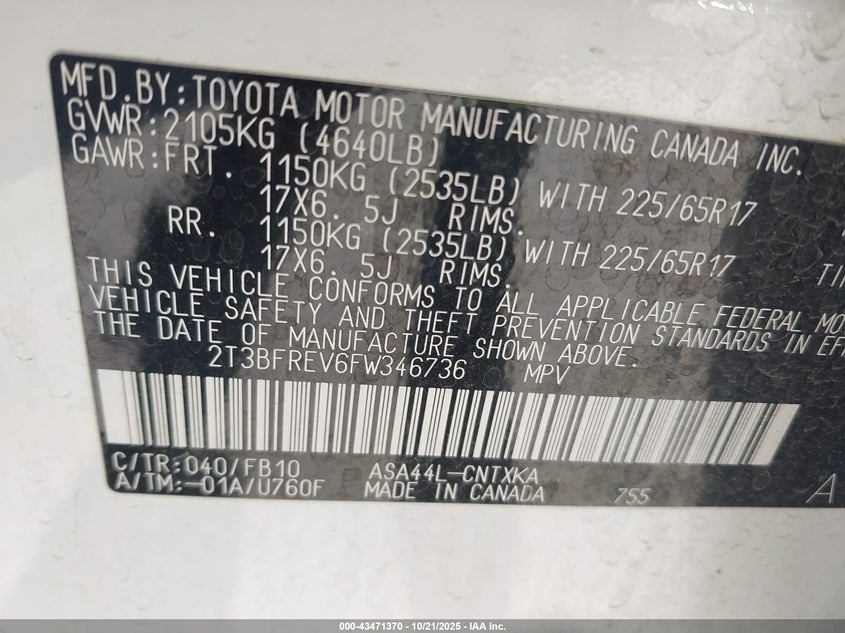 MFD.BY:TOYOTA MOTOR MANUFACTURING CANADA INC.
GVWR:2105KG (4640LB)
GAWR:FRT. 1150KG (2535LB) WITH 225/65R17
17X6. 5J RIMS.
RR. 1150KG (2535LB) WITH 225/65R17
17X6. 5J RIMS.
THIS VEHICLE CONFORMS TO ALL APPLICABLE FEDERAL MO
VEHICLE SAFETY AND THEFT PREVENTION STANDARDS IN EFF
THE DATE OF MANUFACTURE SHOWN ABOVE.
2T3BFREV6FW346736 MPV
C/TR:040/FB10 ASA44L-CNTXKA
A/TM:-01A/U760F MADE IN CANADA 755 A
000-43471370 - 10/21/2025 - IAA Inc.